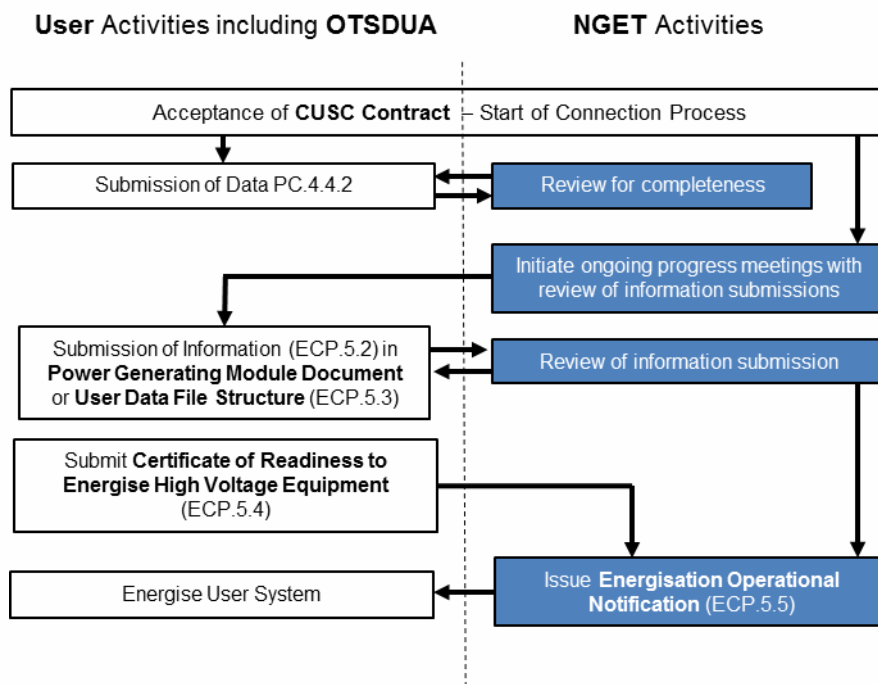 User Activities including OTSDUA
NGET Activities
Acceptance of CUSC Contract – Start of Connection Process
Submission of Data PC.4.4.2
Review for completeness
Initiate ongoing progress meetings with
review of information submissions
Submission of Information (ECP.5.2) in
Power Generating Module Document
or User Data File Structure (ECP.5.3)
Review of information submission
Submit Certificate of Readiness to
Energise High Voltage Equipment
(ECP.5.4)
Issue Energisation Operational
Notification (ECP.5.5)
Energise User System